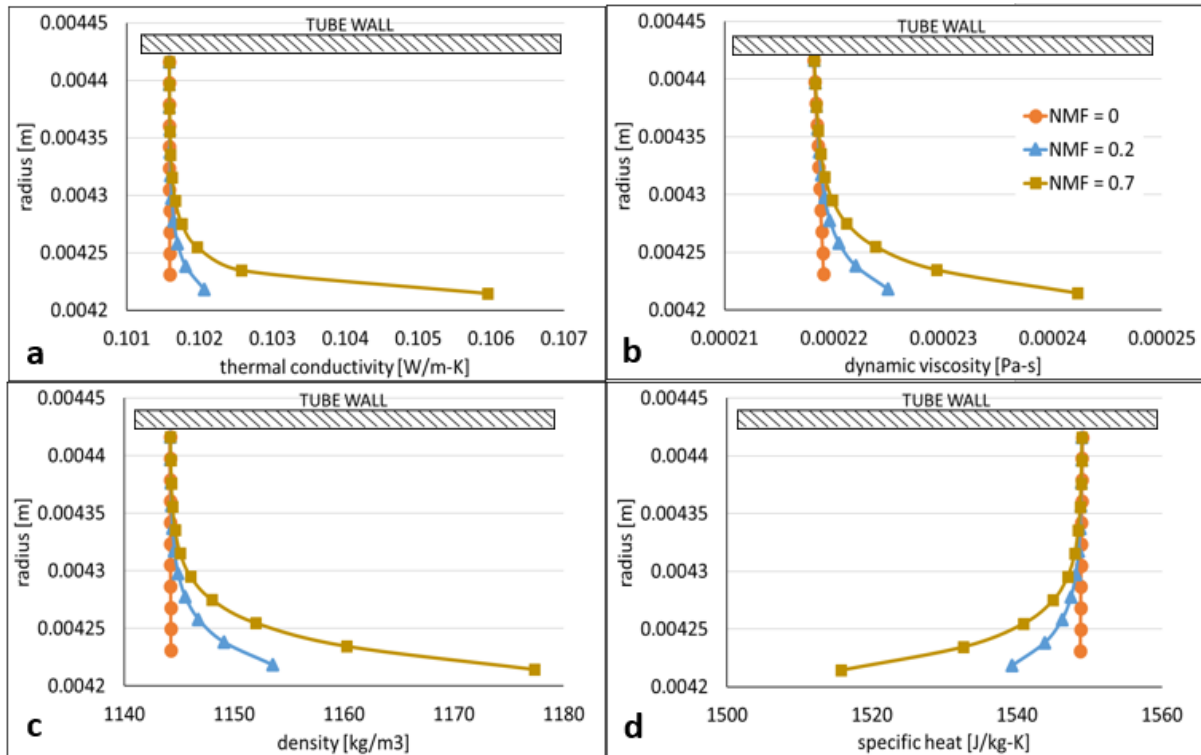 TUBE WALL
0.00445
0.0044
0.00435
0.0043
0.00425
0.0042
radius [m]
0.101 0.102 0.103 0.104 0.105 0.106 0.107
thermal conductivity [W/m-K]
a
TUBE WALL
0.00445
0.0044
0.00435
0.0043
0.00425
0.0042
radius [m]
NMF = 0
NMF = 0.2
NMF = 0.7
0.00021 0.00022 0.00023 0.00024 0.00025
dynamic viscosity [Pa-s]
b
TUBE WALL
0.00445
0.0044
0.00435
0.0043
0.00425
0.0042
radius [m]
1140 1150 1160 1170 1180
density [kg/m3]
c
TUBE WALL
0.00445
0.0044
0.00435
0.0043
0.00425
0.0042
radius [m]
1500 1520 1540 1560
specific heat [J/kg-K]
d